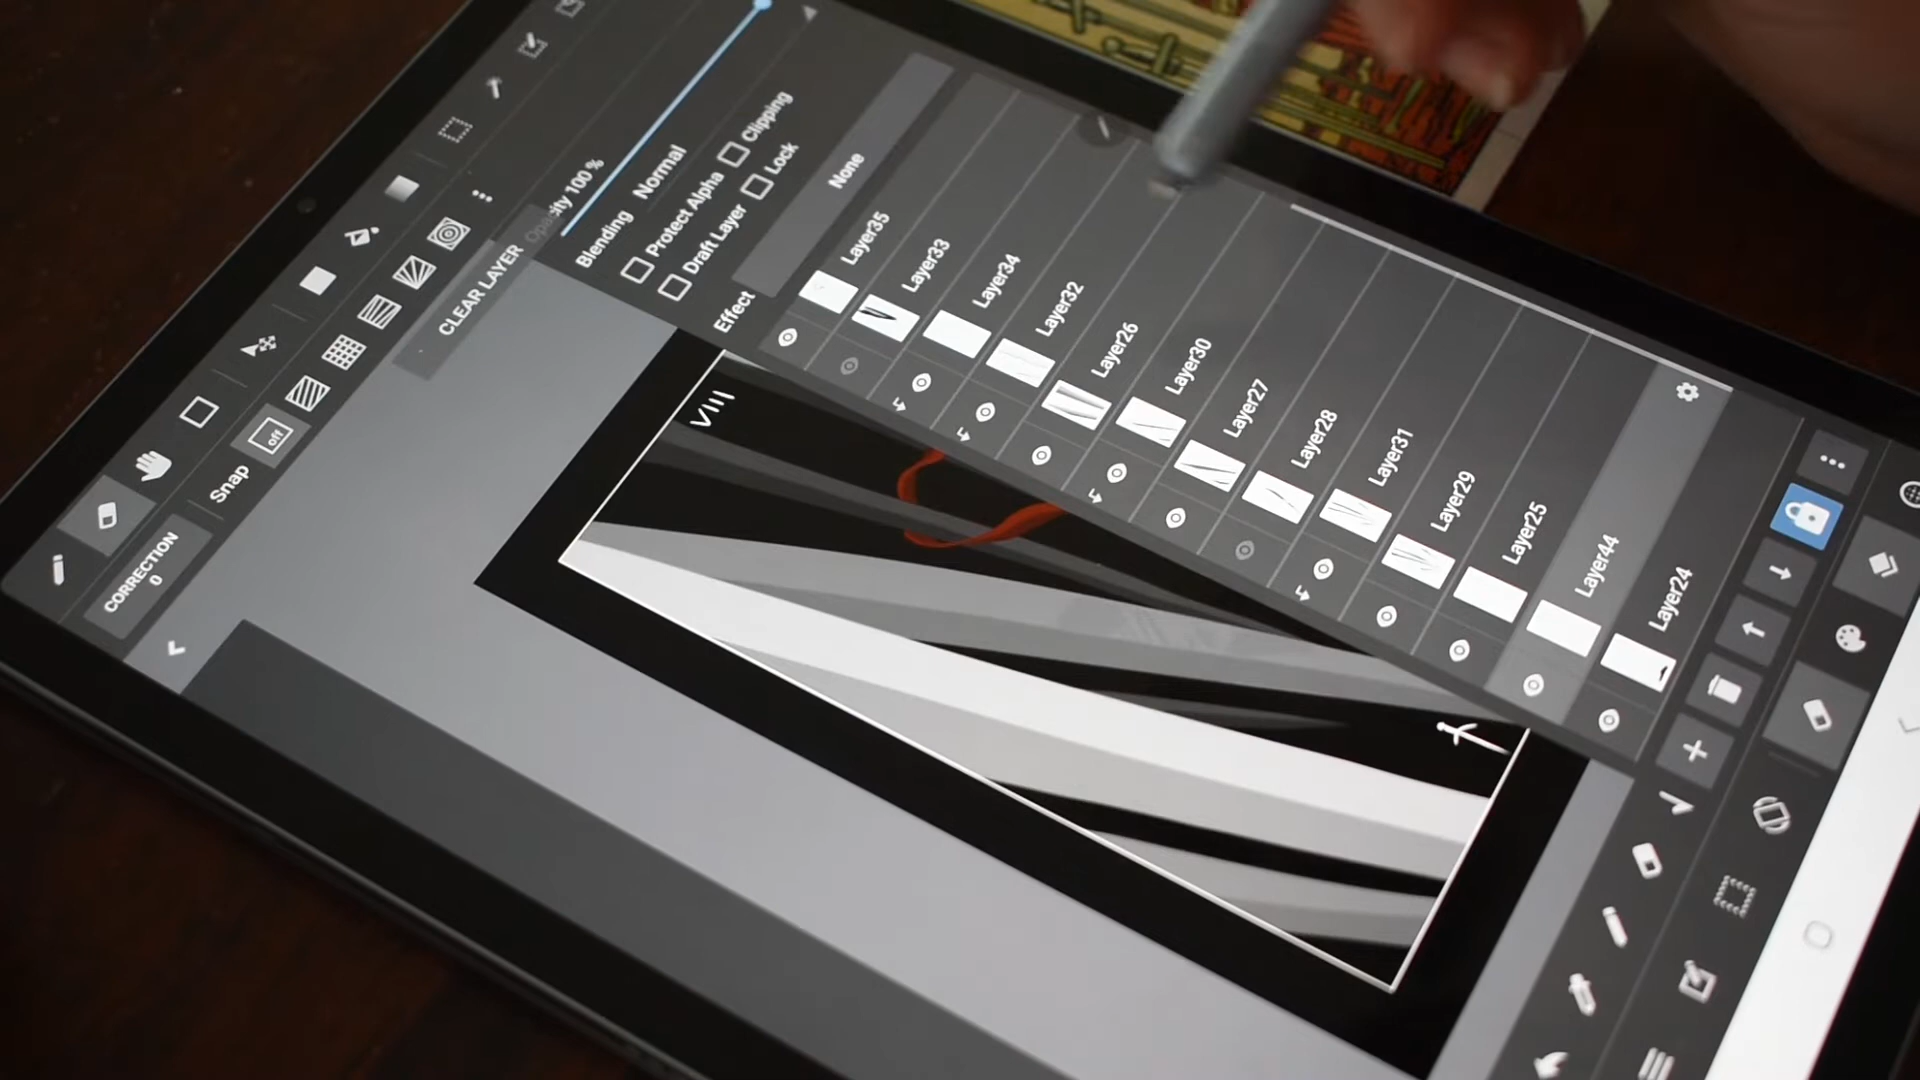 CORRECTION
0
Snap
off
CLEAR LAYER
Opacity 100 %
Blending Normal
Protect Alpha Clipping
Draft Layer Lock
Effect None
Layer35
Layer33
Layer34
Layer32
Layer26
Layer30
Layer27
Layer28
Layer31
Layer29
Layer25
Layer44
Layer24
VIII